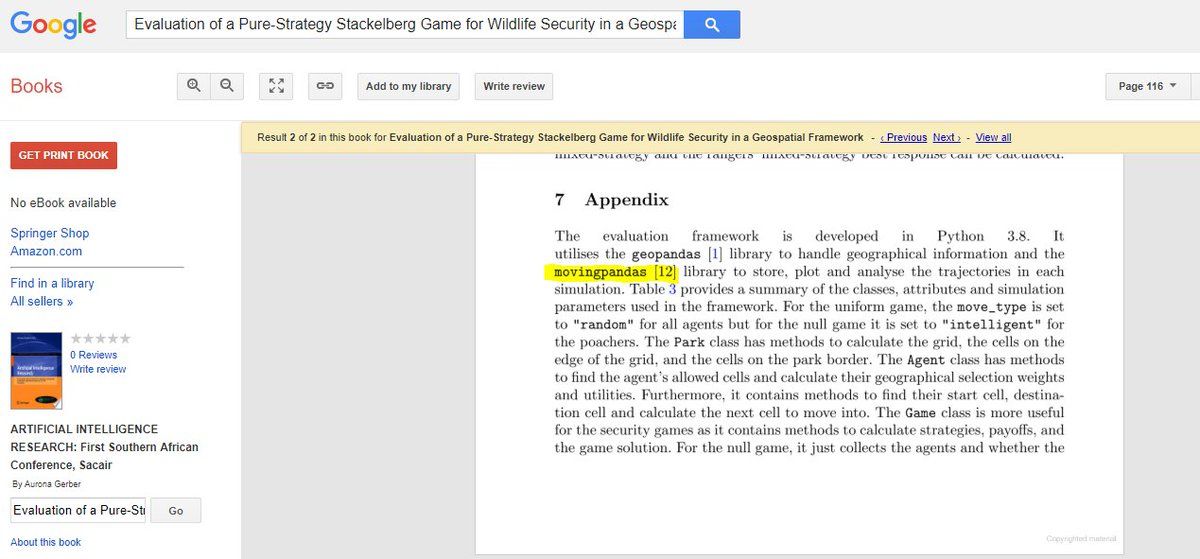 Google
Evaluation of a Pure-Strategy Stackelberg Game for Wildlife Security in a Geospa
Books
Add to my library
Write review
Page 116
Result 2 of 2 in this book for Evaluation of a Pure-Strategy Stackelberg Game for Wildlife Security in a Geospatial Framework - ‹ Previous Next › - View all
GET PRINT BOOK
No eBook available
Springer Shop
Amazon.com
Find in a library
All sellers »
0 Reviews
Write review
ARTIFICIAL INTELLIGENCE
RESEARCH: First Southern African
Conference, Sacair
By Aurona Gerber
Evaluation of a Pure-Str
Go
About this book
mixed-strategy and the rangers' mixed-strategy best response can be calculated.
7 Appendix
The evaluation framework is developed in Python 3.8. It
utilises the geopandas [1] library to handle geographical information and the
movingpandas [12] library to store, plot and analyse the trajectories in each
simulation. Table 3 provides a summary of the classes, attributes and simulation
parameters used in the framework. For the uniform game, the move_type is set
to "random" for all agents but for the null game it is set to "intelligent" for
the poachers. The Park class has methods to calculate the grid, the cells on the
edge of the grid, and the cells on the park border. The Agent class has methods
to find the agent's allowed cells and calculate their geographical selection weights
and utilities. Furthermore, it contains methods to find their start cell, destina-
tion cell and calculate the next cell to move into. The Game class is more useful
for the security games as it contains methods to calculate strategies, payoffs, and
the game solution. For the null game, it just collects the agents and whether the
Copyrighted material